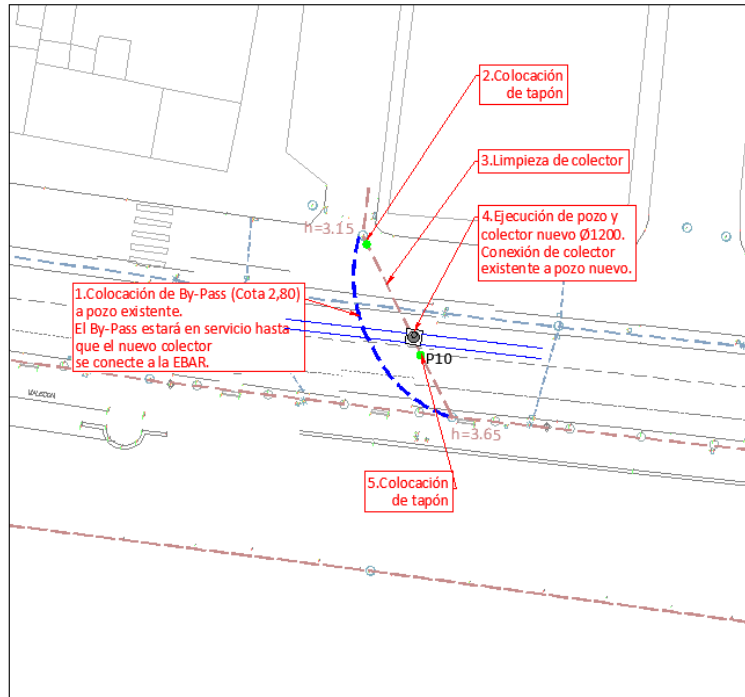 2.Colocación
de tapón
3.Limpieza de colector
h=3.15
4.Ejecución de pozo y
colector nuevo Ø1200.
Conexión de colector
existente a pozo nuevo.
1.Colocación de By-Pass (Cota 2,80)
a pozo existente.
El By-Pass estará en servicio hasta
que el nuevo colector
se conecte a la EBAR.
P10
MALECON
h=3.65
5.Colocación
de tapón